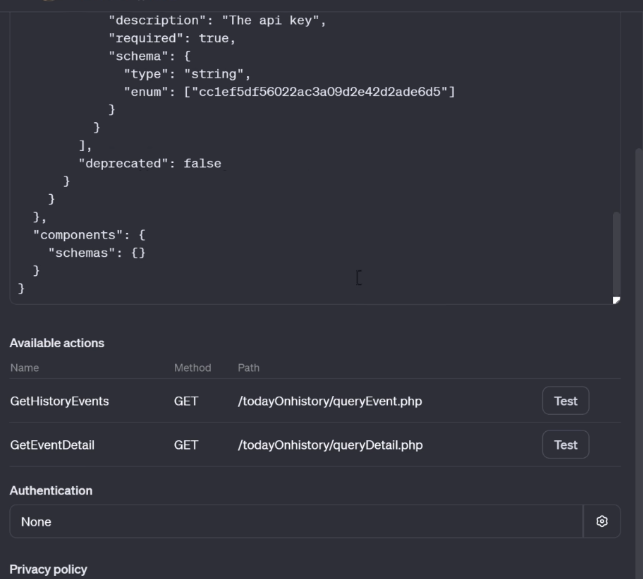 "description": "The api key",
"required": true,
"schema": {
"type": "string",
"enum": ["cc1ef5df56022ac3a09d2e42d2ade6d5"]
}
}
],
"deprecated": false
}
}
},
"components": {
"schemas": {}
}
}
Available actions
Name Method Path
GetHistoryEvents GET /todayOnhistory/queryEvent.php Test
GetEventDetail GET /todayOnhistory/queryDetail.php Test
Authentication
None
Privacy policy